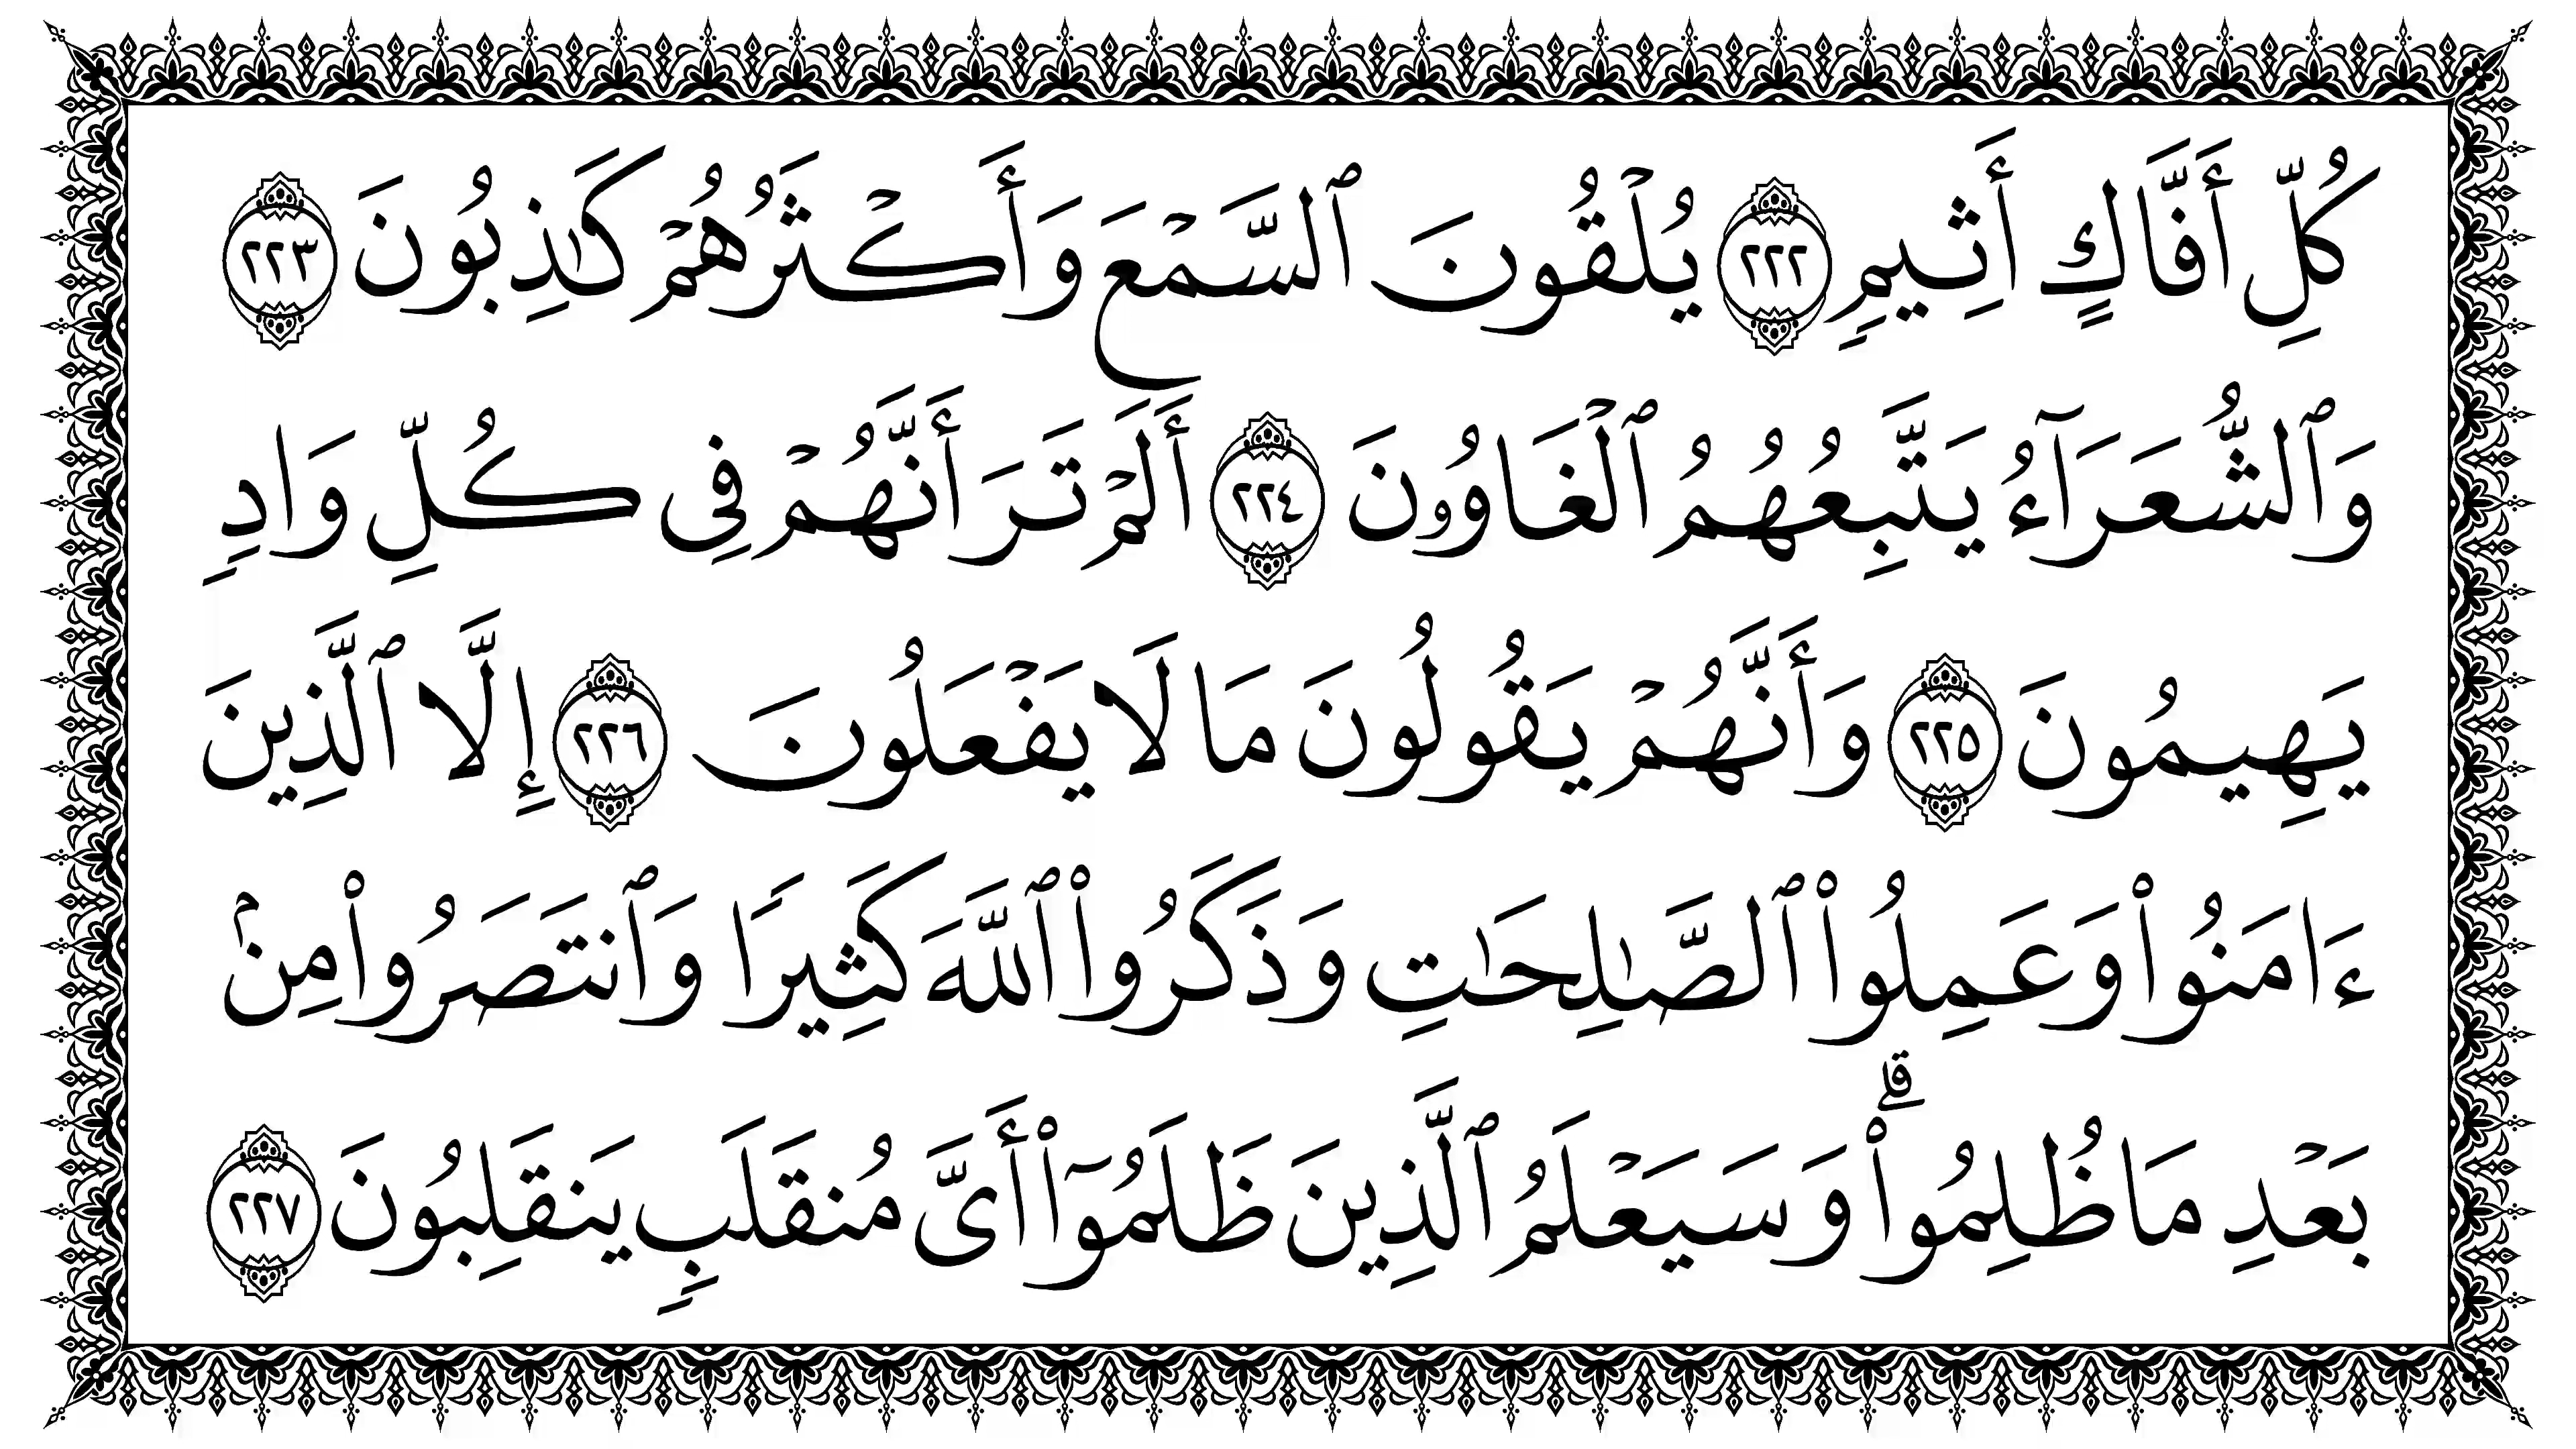 كُلِّ أَفَّاكٍ أَثِيمٍ ٢٢٢ يُلْقُونَ ٱلسَّمْعَ وَأَكْثَرُهُمْ كَـٰذِبُونَ ٢٢٣
وَٱلشُّعَرَآءُ يَتَّبِعُهُمُ ٱلْغَاوُۥنَ ٢٢٤ أَلَمْ تَرَ أَنَّهُمْ فِى كُلِّ وَادٍ
يَهِيمُونَ ٢٢٥ وَأَنَّهُمْ يَقُولُونَ مَا لَا يَفْعَلُونَ ٢٢٦ إِلَّا ٱلَّذِينَ
ءَامَنُوا۟ وَعَمِلُوا۟ ٱلصَّـٰلِحَـٰتِ وَذَكَرُوا۟ ٱللَّهَ كَثِيرًا وَٱنتَصَرُوا۟ مِنۢ
بَعْدِ مَا ظُلِمُوا۟ ۗ وَسَيَعْلَمُ ٱلَّذِينَ ظَلَمُوٓا۟ أَىَّ مُنقَلَبٍ يَنقَلِبُونَ ٢٢٧